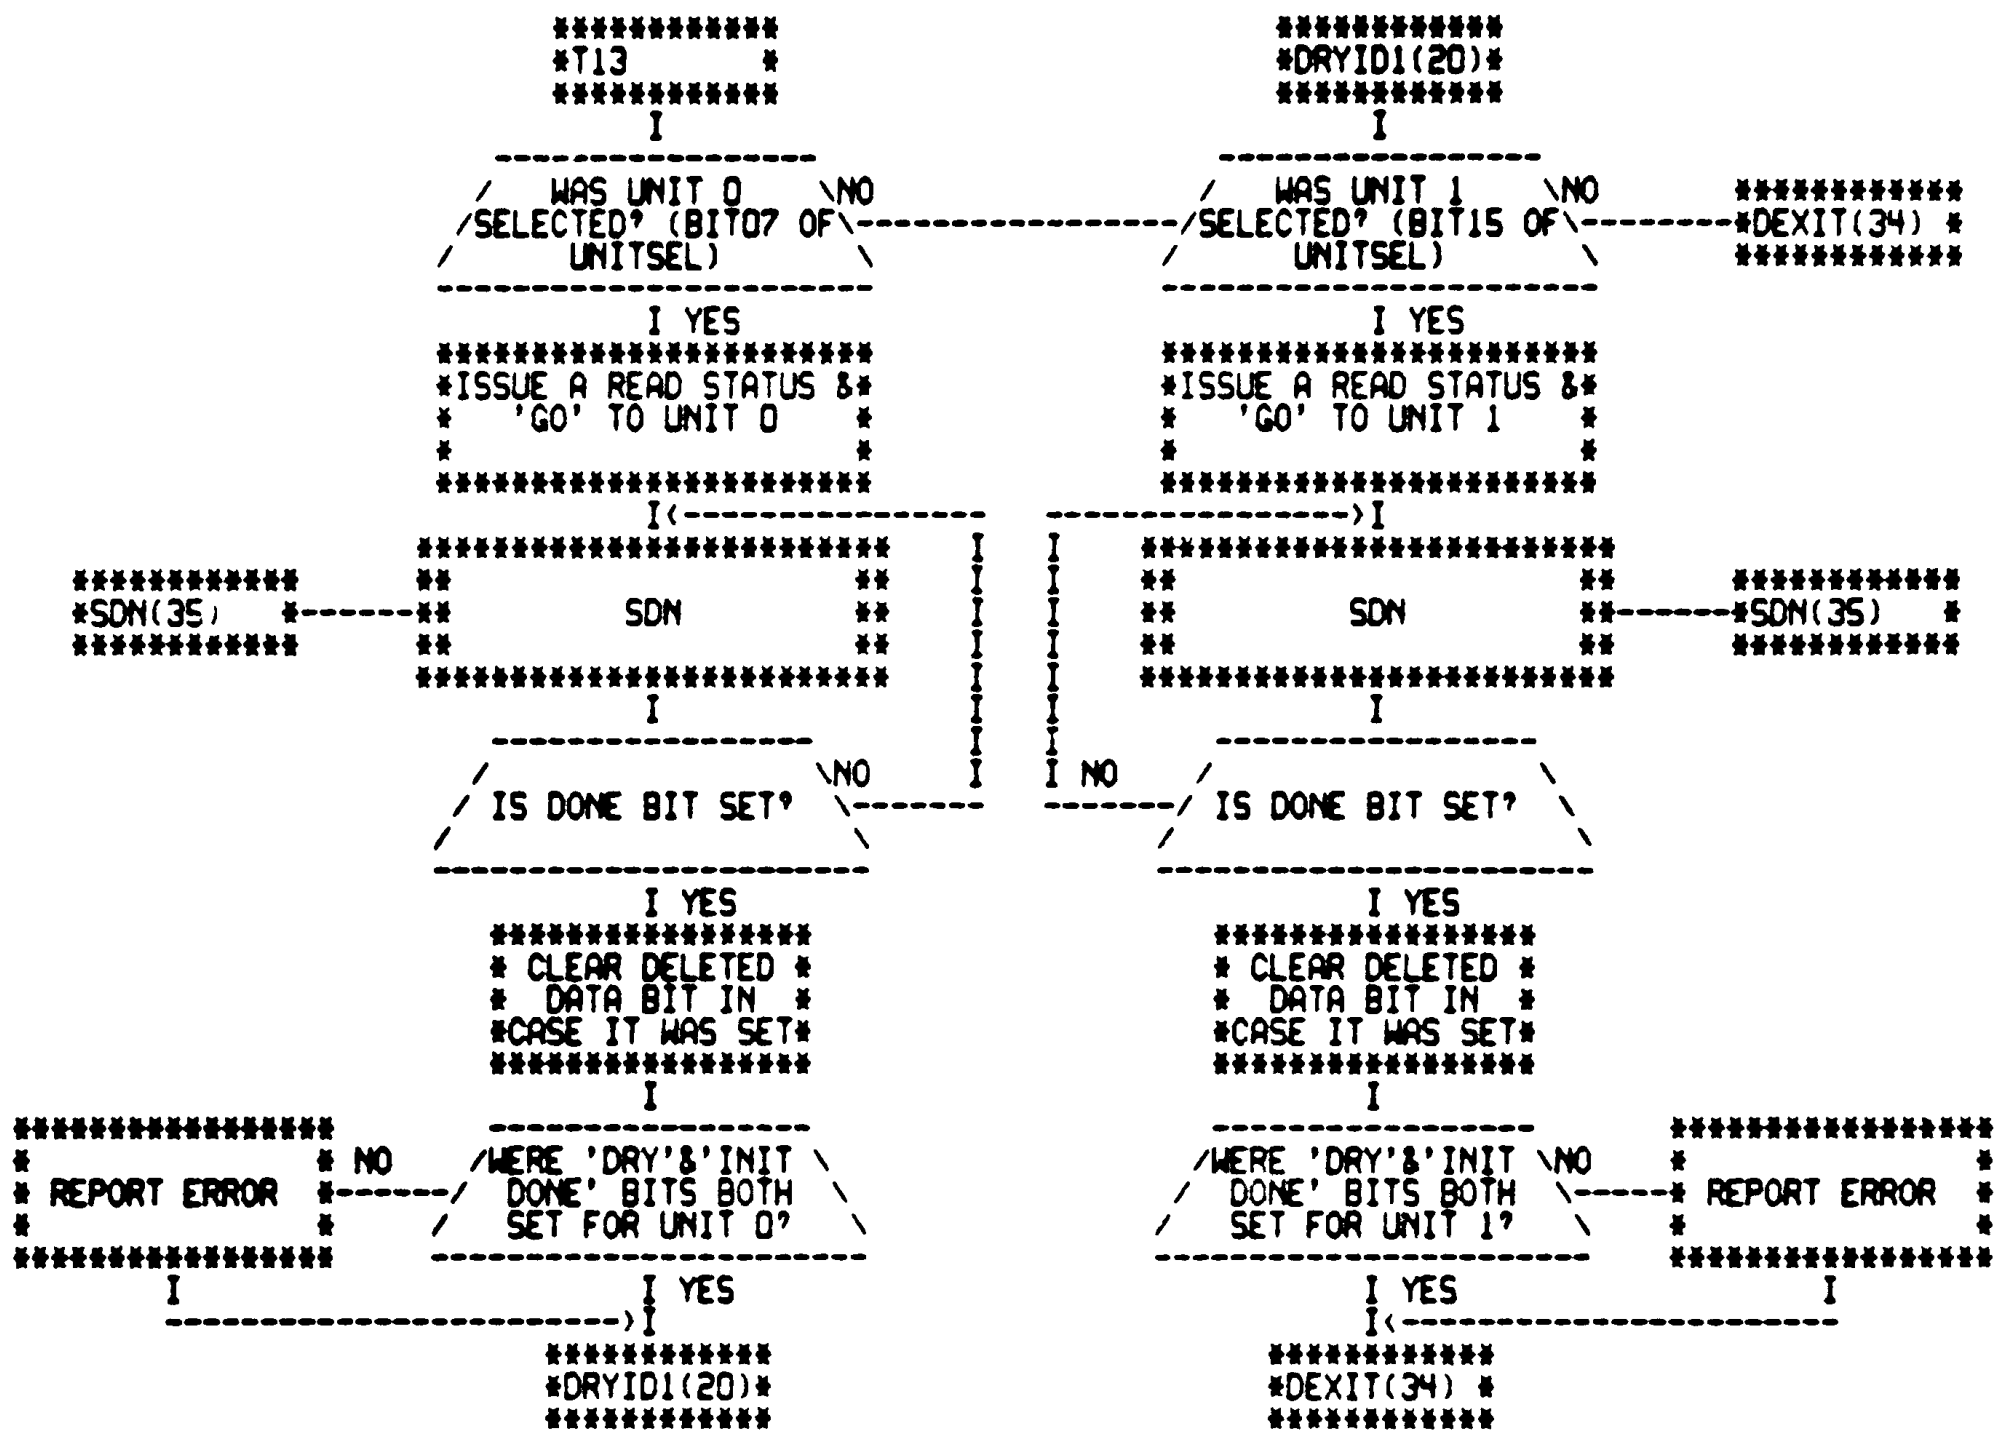 T13
WAS UNIT 0
SELECTED? (BIT07 OF
UNITSEL)
NO
I YES
ISSUE A READ STATUS &
'GO' TO UNIT 0
SDN(35)
SDN
IS DONE BIT SET?
NO
I YES
CLEAR DELETED
DATA BIT IN
CASE IT WAS SET
WERE 'DRY'&'INIT
DONE' BITS BOTH
SET FOR UNIT 0?
NO
REPORT ERROR
I YES
DRYID1(20)
DRYID1(20)
WAS UNIT 1
SELECTED? (BIT15 OF
UNITSEL)
NO
DEXIT(34)
I YES
ISSUE A READ STATUS &
'GO' TO UNIT 1
SDN
SDN(35)
NO
IS DONE BIT SET?
I YES
CLEAR DELETED
DATA BIT IN
CASE IT WAS SET
WERE 'DRY'&'INIT
DONE' BITS BOTH
SET FOR UNIT 1?
NO
REPORT ERROR
I YES
DEXIT(34)